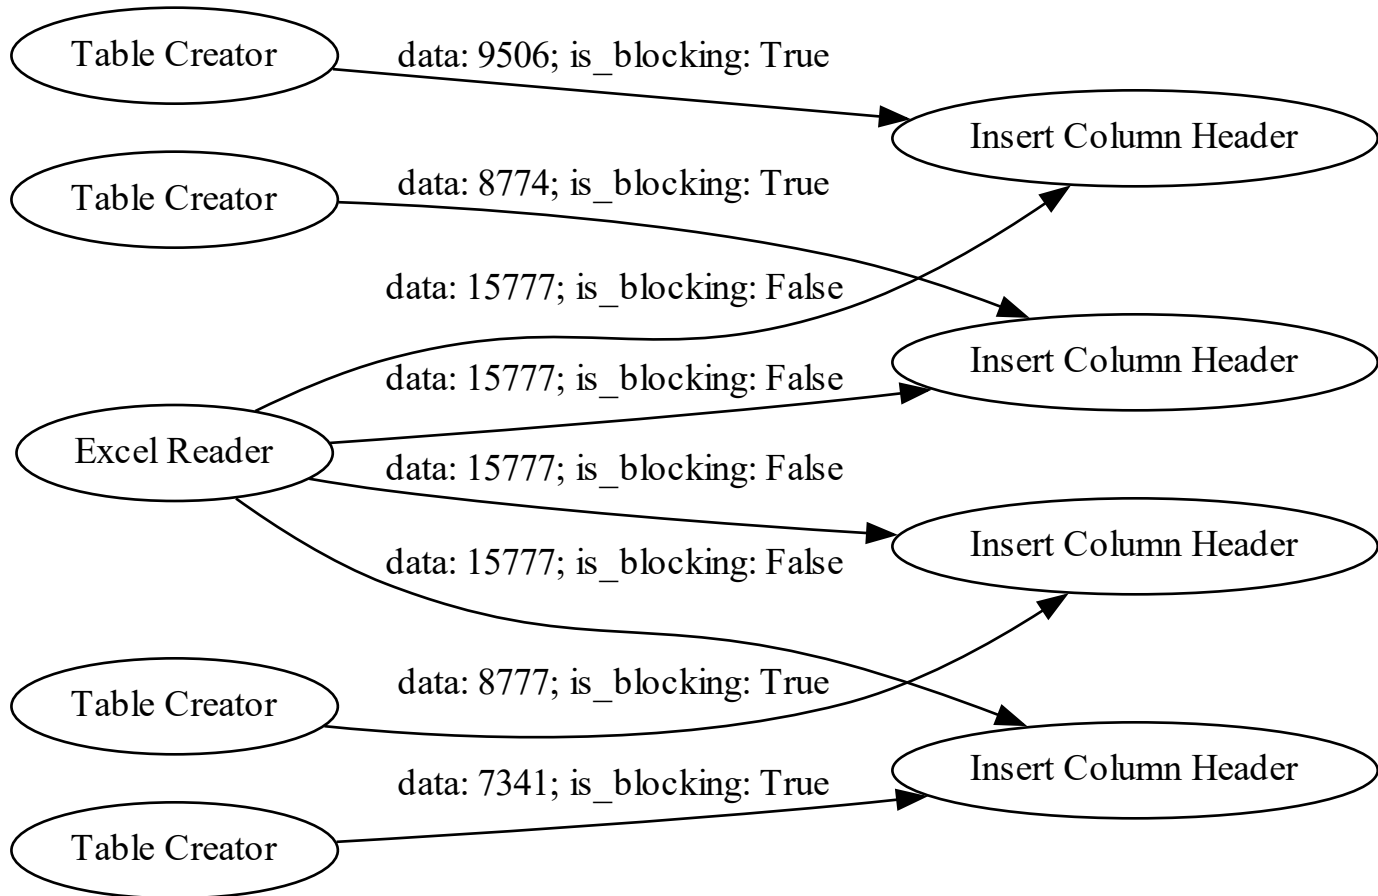 Table Creator
data: 9506; is_blocking: True
Insert Column Header
Table Creator
data: 8774; is_blocking: True
data: 15777; is_blocking: False
Insert Column Header
data: 15777; is_blocking: False
Excel Reader
data: 15777; is_blocking: False
Insert Column Header
data: 15777; is_blocking: False
Table Creator
data: 8777; is_blocking: True
Insert Column Header
data: 7341; is_blocking: True
Table Creator